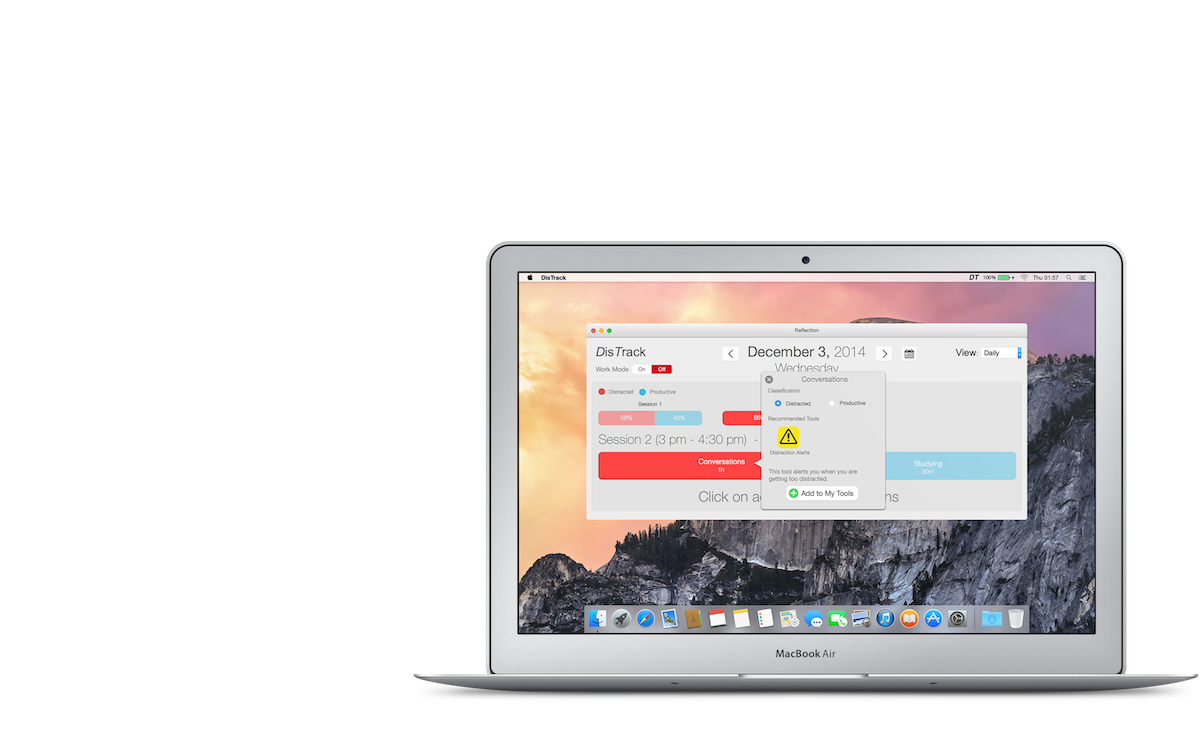 DisTrack
DT 100% Thu 01:57
Reflection
DisTrack
December 3, 2014
View: Daily
Wednesday
Work Mode On Off
Conversations
Classification
Distracted Productive
Session 1
Distracted Productive
58% 42%
Recommended Tools
Session 2 (3 pm - 4:30 pm) -
Distraction Alerts
Conversations
1h
Studying
30m
This tool alerts you when you are
getting too distracted.
Add to My Tools
Click on
MacBook Air